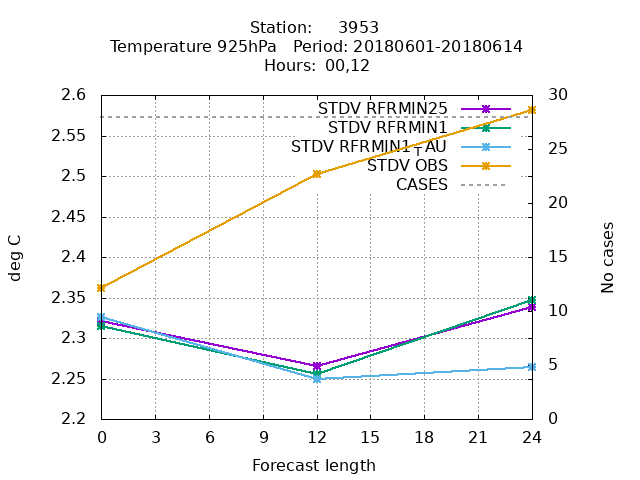 Station: 3953
Temperature 925hPa Period: 20180601-20180614
Hours: 00,12
2.6
2.55
2.5
2.45
2.4
2.35
2.3
2.25
2.2
deg C
STDV RFRMIN25
STDV RFRMIN1
STDV RFRMIN1_TAU
STDV OBS
CASES
30
25
20
15
10
5
0
No cases
0 3 6 9 12 15 18 21 24
Forecast length